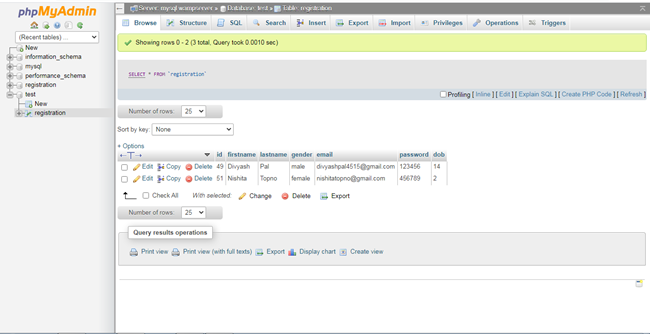 phpMyAdmin
Server: mysql wampserver » Database: test » Table: registration
Browse Structure SQL Search Insert Export Import Privileges Operations Triggers
(Recent tables) ...
New
information_schema
mysql
performance_schema
registration
test
New
registration
Showing rows 0 - 2 (3 total, Query took 0.0010 sec)
SELECT * FROM `registration`
Profiling [ Inline ] [ Edit ] [ Explain SQL ] [ Create PHP Code ] [ Refresh ]
Number of rows: 25
Sort by key: None
+ Options
←T→ id firstname lastname gender email password dob
Edit Copy Delete 49 Divyash Pal male divyashpal4515@gmail.com 123456 14
Edit Copy Delete 51 Nishita Topno female nishitatopno@gmail.com 456789 2
Check All With selected: Change Delete Export
Number of rows: 25
Query results operations
Print view Print view (with full texts) Export Display chart Create view